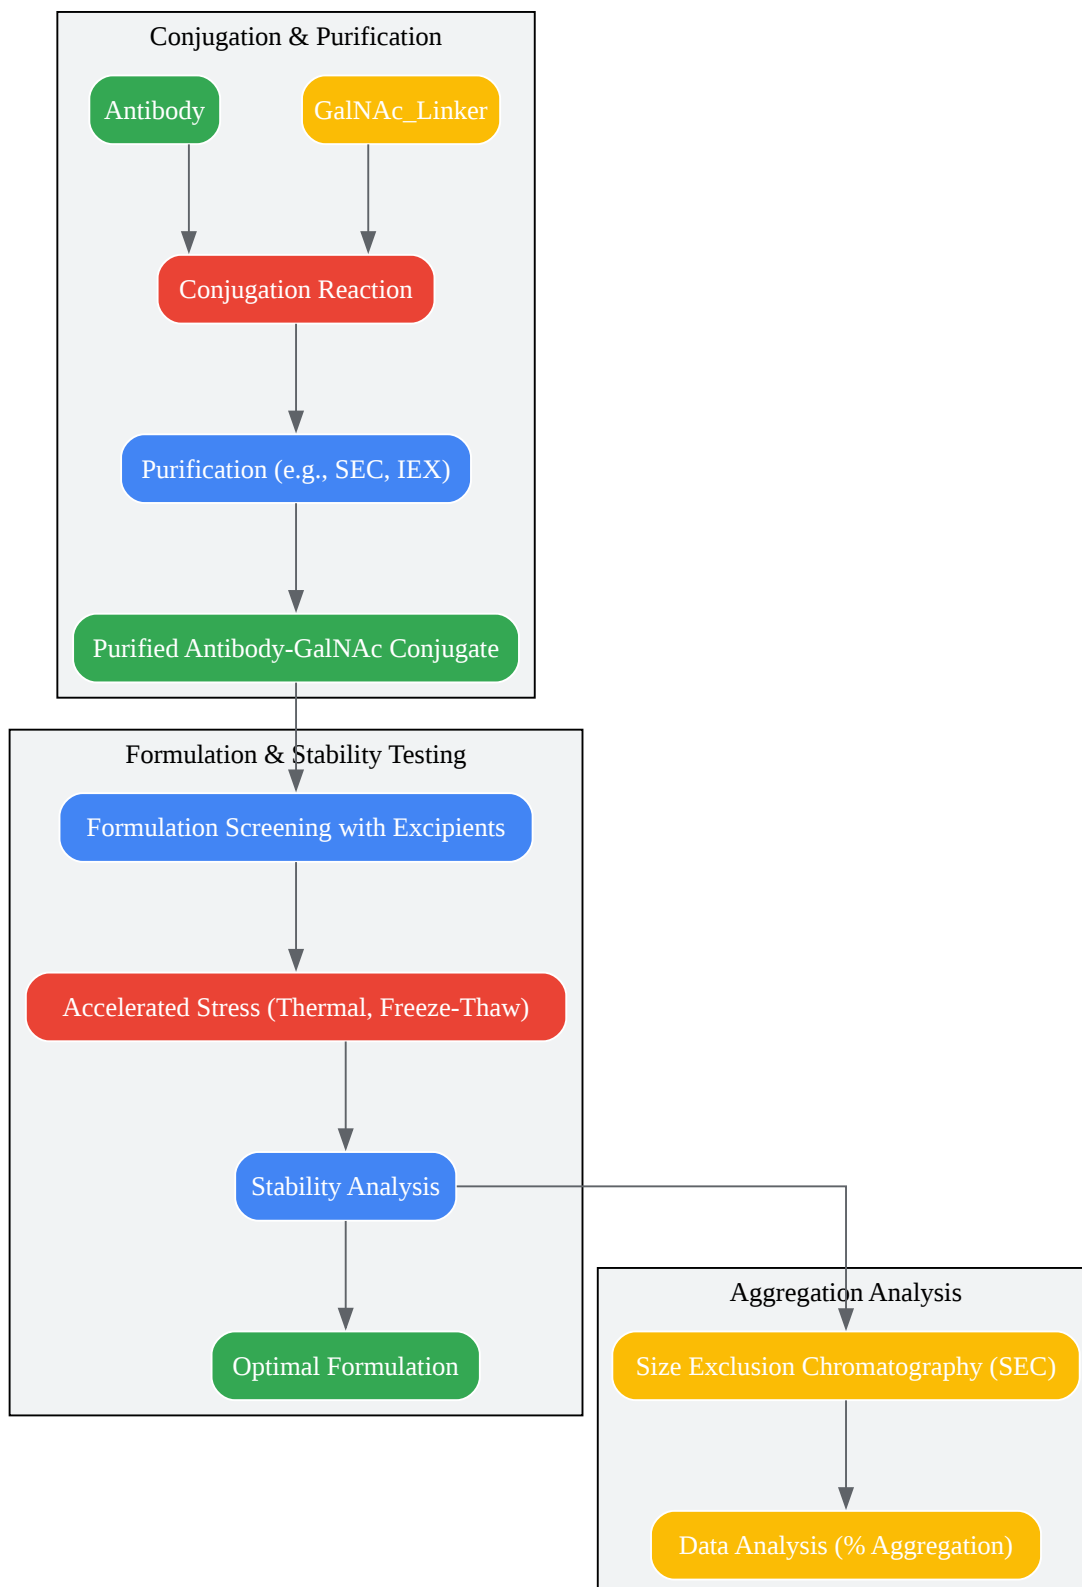 Conjugation & Purification
Antibody
GalNAc_Linker
Conjugation Reaction
Purification (e.g., SEC, IEX)
Purified Antibody-GalNAc Conjugate
Formulation & Stability Testing
Formulation Screening with Excipients
Accelerated Stress (Thermal, Freeze-Thaw)
Stability Analysis
Optimal Formulation
Aggregation Analysis
Size Exclusion Chromatography (SEC)
Data Analysis (% Aggregation)